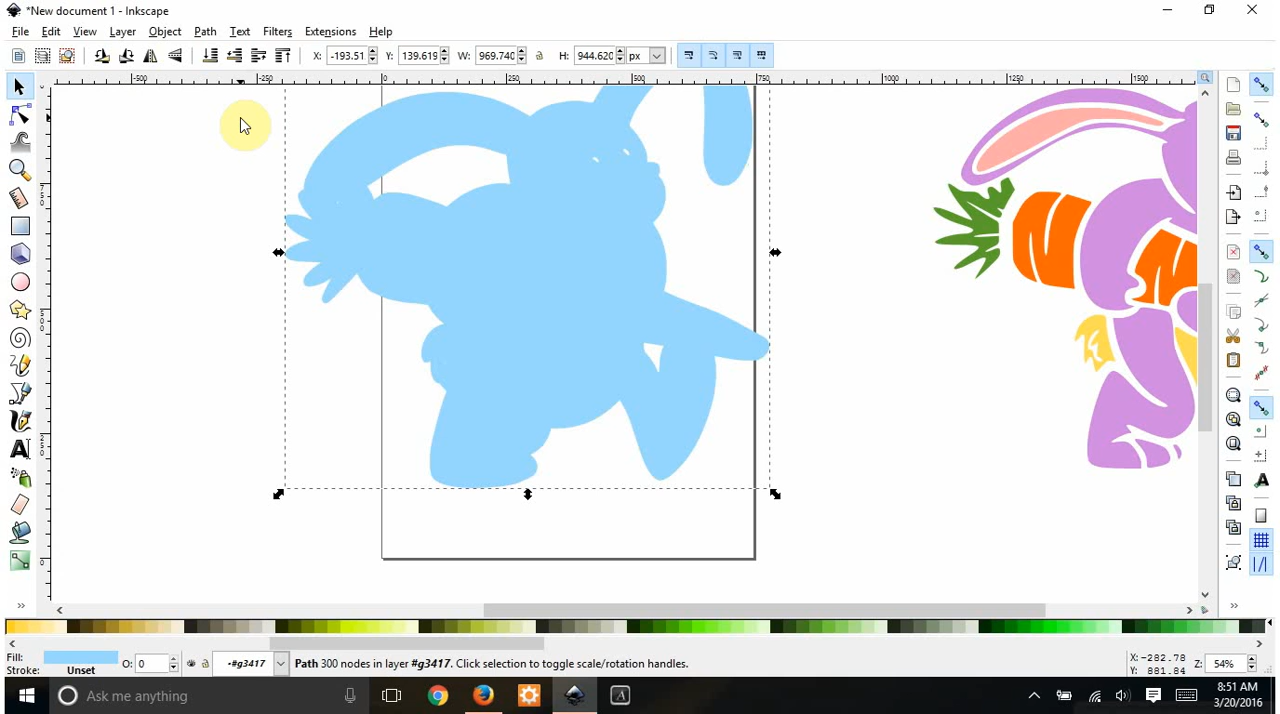 *New document 1 - Inkscape
File Edit View Layer Object Path Text Filters Extensions Help
X: -193.51 Y: 139.619 W: 969.740 H: 944.620 px
-500 -250 0 250 500 750 1000 1250 1500
Fill:
Stroke: Unset
O: 0
-#g3417
Path 300 nodes in layer #g3417. Click selection to toggle scale/rotation handles.
X: -282.78
Y: 881.84
Z: 54%
Ask me anything
8:51 AM
3/20/2016